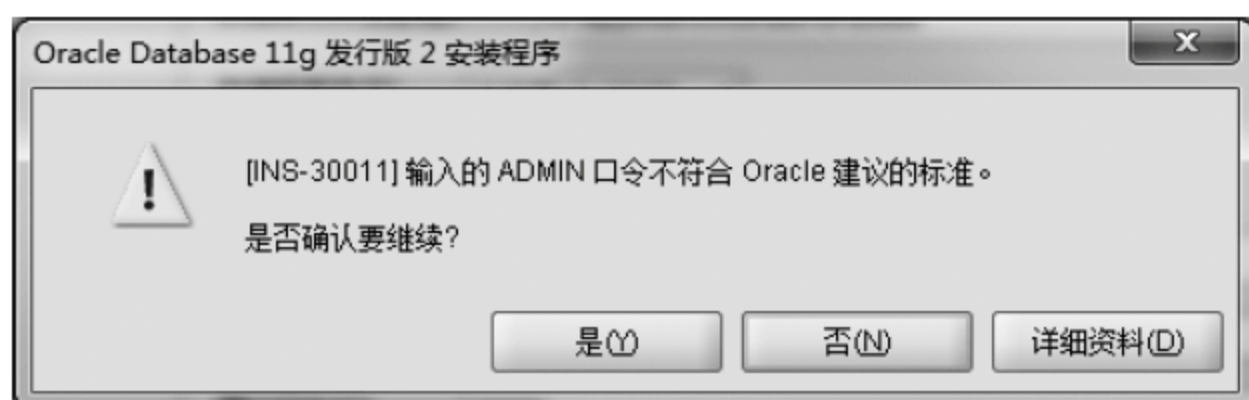 Oracle Database 11g 发行版 2 安装程序
[INS-30011] 输入的 ADMIN 口令不符合 Oracle 建议的标准。
是否确认要继续?
是(Y) 否(N) 详细资料(D)